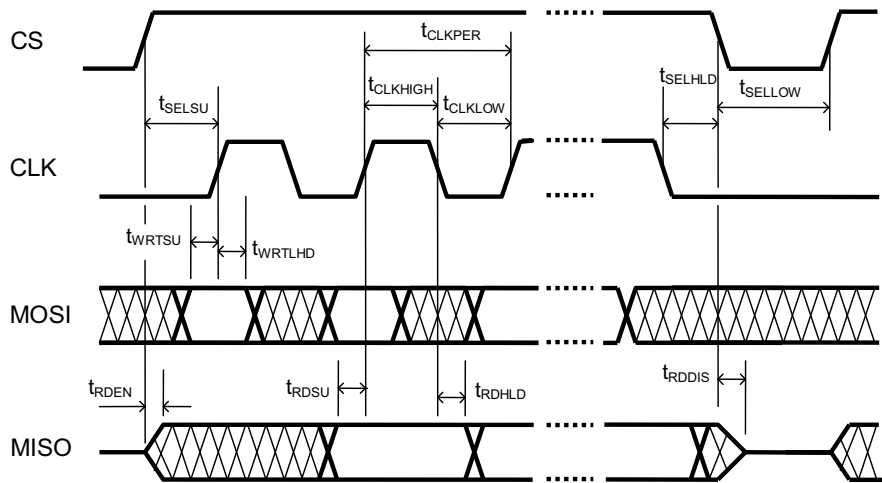 CS
tCLKPER
tSELHLD
tCLKHIGH
tSELSU
tCLKLOW
tSELLOW
CLK
tWRTSU
tWRTLHD
MOSI
tRDEN
tRDSU
tRDHLD
tRDDIS
MISO